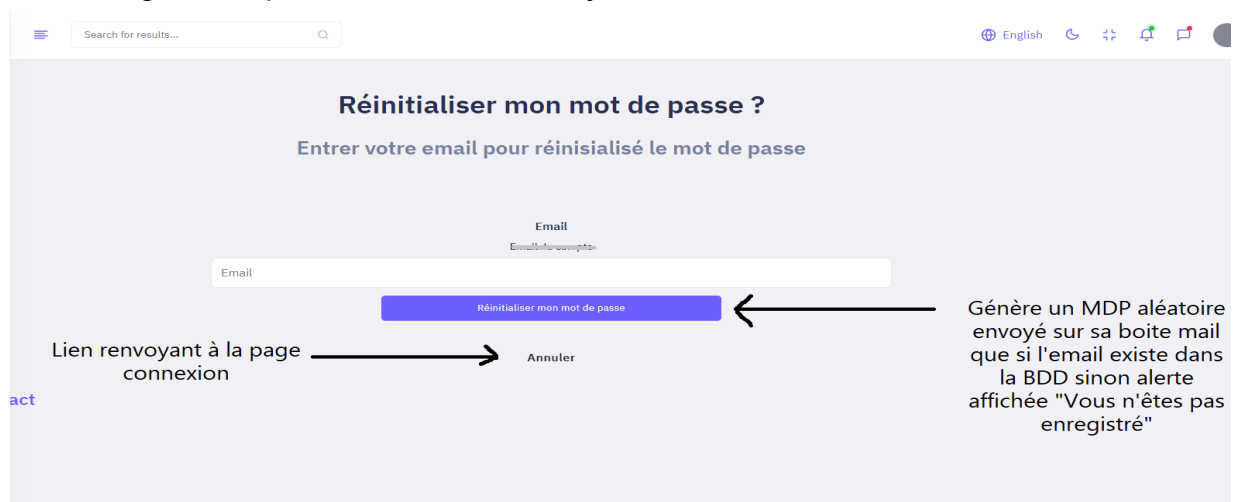 Search for results...
English
Réinitialiser mon mot de passe ?
Entrer votre email pour réinisialisé le mot de passe
Email
Email
Réinitialiser mon mot de passe
Annuler
Lien renvoyant à la page
connexion
Génère un MDP aléatoire
envoyé sur sa boite mail
que si l'email existe dans
la BDD sinon alerte
affichée "Vous n'êtes pas
enregistré"
act